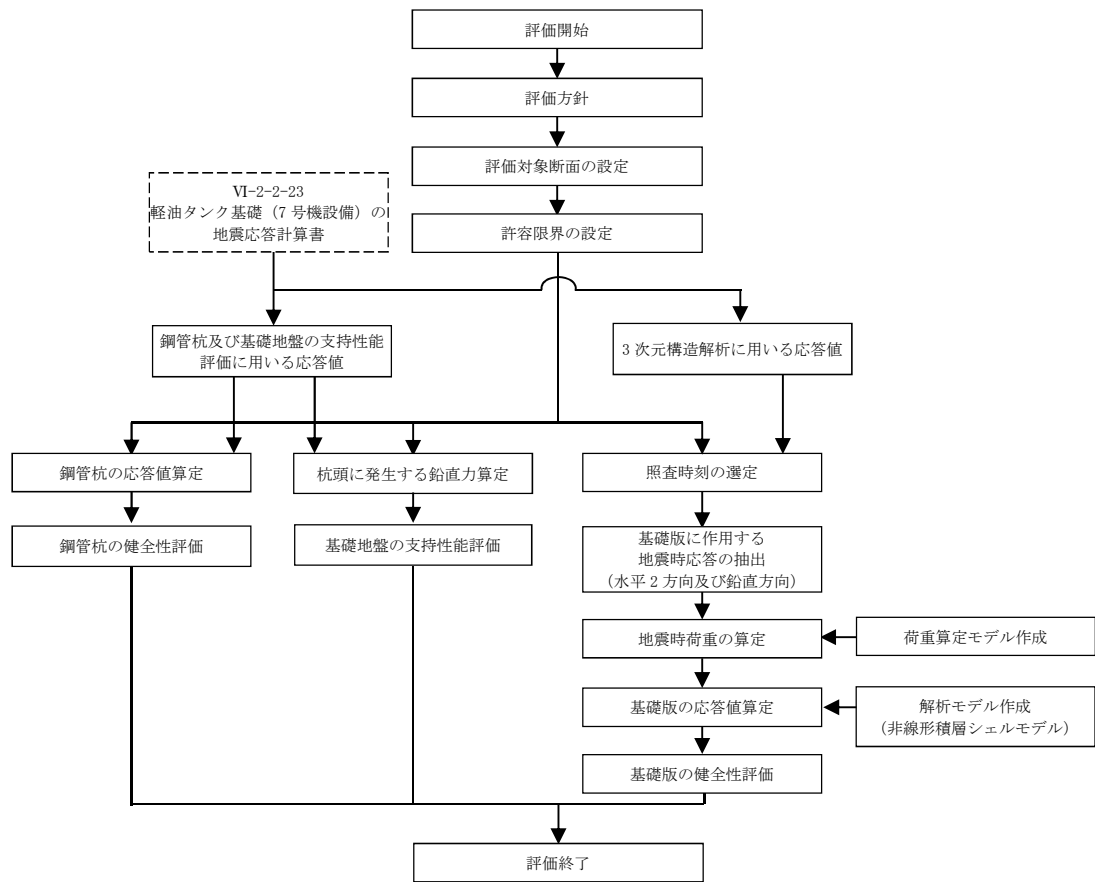 評価開始
評価方針
評価対象断面の設定
Ⅵ-2-2-23
軽油タンク基礎（7 号機設備）の
地震応答計算書
許容限界の設定
鋼管杭及び基礎地盤の支持性能
評価に用いる応答値
3 次元構造解析に用いる応答値
鋼管杭の応答値算定
杭頭に発生する鉛直力算定
照査時刻の選定
鋼管杭の健全性評価
基礎地盤の支持性能評価
基礎版に作用する
地震時応答の抽出
（水平 2 方向及び鉛直方向）
地震時荷重の算定
荷重算定モデル作成
基礎版の応答値算定
解析モデル作成
（非線形積層シェルモデル）
基礎版の健全性評価
評価終了